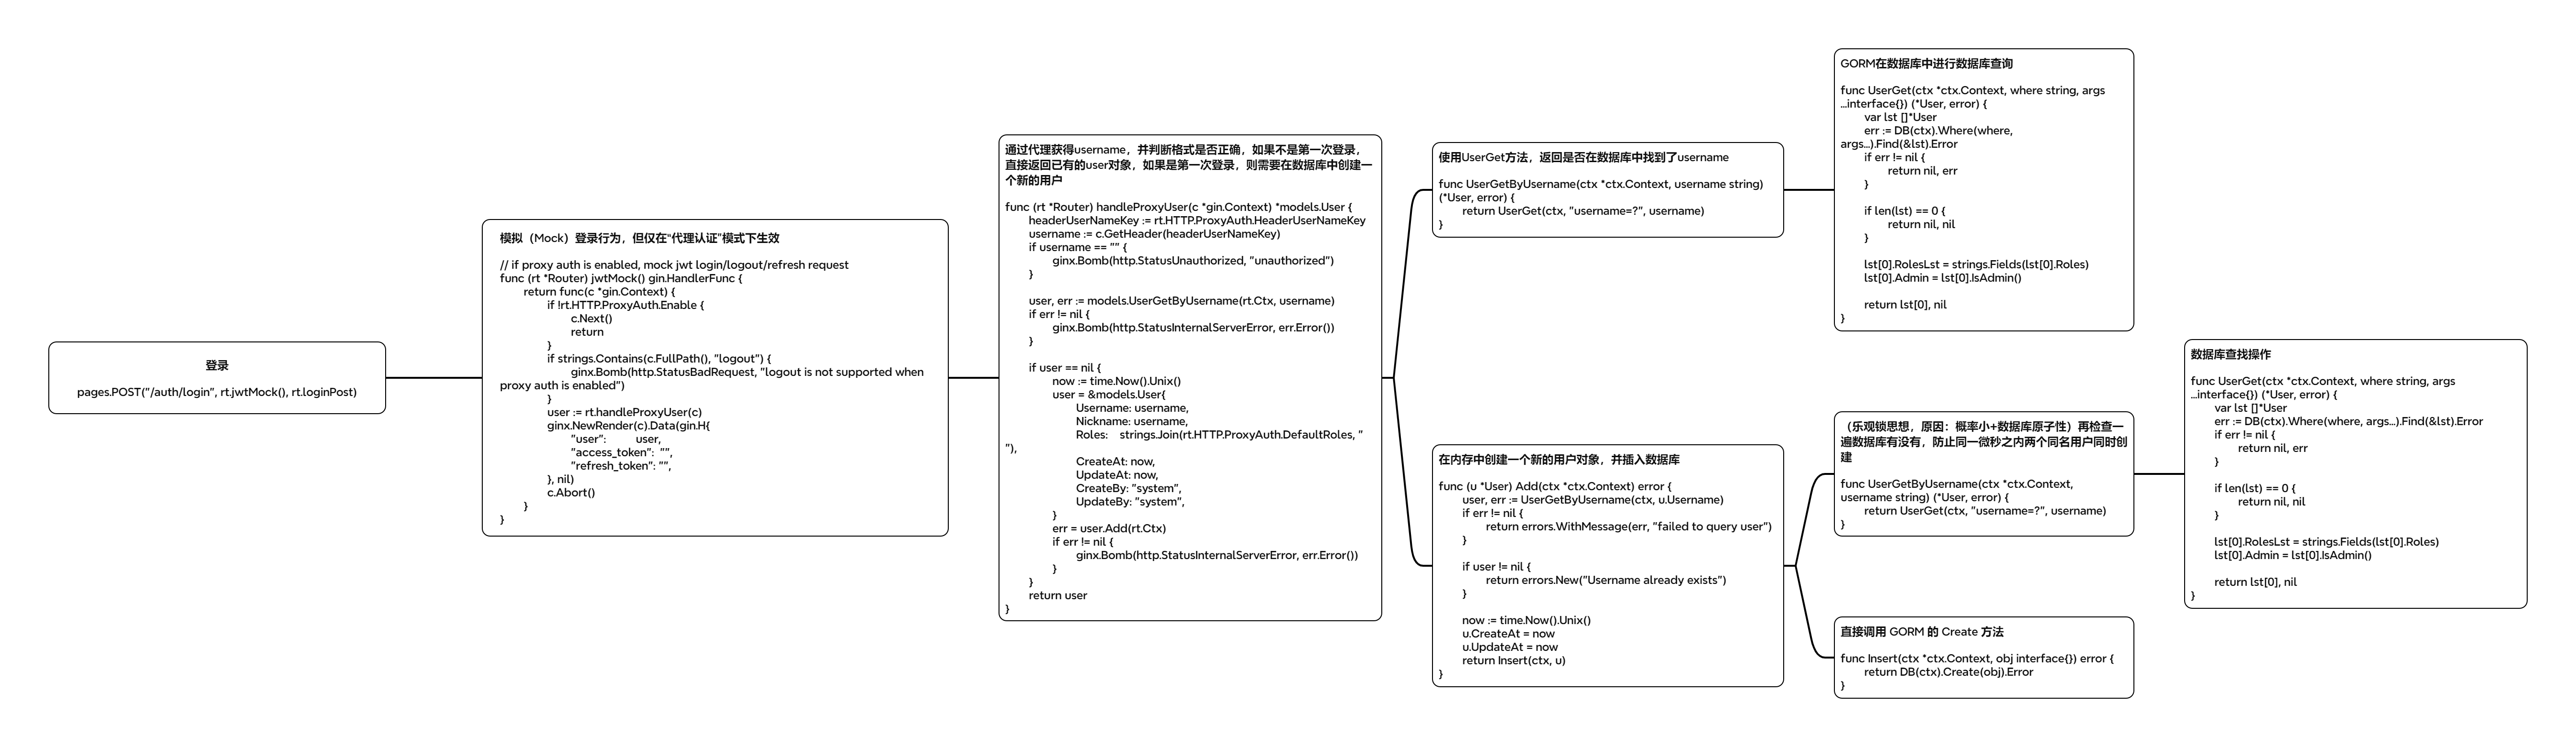 登录
pages.POST("/auth/login", rt.jwtMock(), rt.loginPost)
模拟（Mock）登录行为，但仅在"代理认证"模式下生效
// if proxy auth is enabled, mock jwt login/logout/refresh request
func (rt *Router) jwtMock() gin.HandlerFunc {
return func(c *gin.Context) {
if !rt.HTTP.ProxyAuth.Enable {
c.Next()
return
}
if strings.Contains(c.FullPath(), "logout") {
ginx.Bomb(http.StatusBadRequest, "logout is not supported when
proxy auth is enabled")
}
user := rt.handleProxyUser(c)
ginx.NewRender(c).Data(gin.H{
"user":          user,
"access_token":  "",
"refresh_token": "",
}, nil)
c.Abort()
}
}
通过代理获得username，并判断格式是否正确，如果不是第一次登录，
直接返回已有的user对象，如果是第一次登录，则需要在数据库中创建一
个新的用户
func (rt *Router) handleProxyUser(c *gin.Context) *models.User {
headerUserNameKey := rt.HTTP.ProxyAuth.HeaderUserNameKey
username := c.GetHeader(headerUserNameKey)
if username == "" {
ginx.Bomb(http.StatusUnauthorized, "unauthorized")
}
user, err := models.UserGetByUsername(rt.Ctx, username)
if err != nil {
ginx.Bomb(http.StatusInternalServerError, err.Error())
}
if user == nil {
now := time.Now().Unix()
user = &models.User{
Username: username,
Nickname: username,
Roles:    strings.Join(rt.HTTP.ProxyAuth.DefaultRoles, "
"),
CreateAt: now,
UpdateAt: now,
CreateBy: "system",
UpdateBy: "system",
}
err = user.Add(rt.Ctx)
if err != nil {
ginx.Bomb(http.StatusInternalServerError, err.Error())
}
}
return user
}
使用UserGet方法，返回是否在数据库中找到了username
func UserGetByUsername(ctx *ctx.Context, username string)
(*User, error) {
return UserGet(ctx, "username=?", username)
}
GORM在数据库中进行数据库查询
func UserGet(ctx *ctx.Context, where string, args
...interface{}) (*User, error) {
var lst []*User
err := DB(ctx).Where(where,
args...).Find(&lst).Error
if err != nil {
return nil, err
}
if len(lst) == 0 {
return nil, nil
}
lst[0].RolesLst = strings.Fields(lst[0].Roles)
lst[0].Admin = lst[0].IsAdmin()
return lst[0], nil
}
在内存中创建一个新的用户对象，并插入数据库
func (u *User) Add(ctx *ctx.Context) error {
user, err := UserGetByUsername(ctx, u.Username)
if err != nil {
return errors.WithMessage(err, "failed to query user")
}
if user != nil {
return errors.New("Username already exists")
}
now := time.Now().Unix()
u.CreateAt = now
u.UpdateAt = now
return Insert(ctx, u)
}
（乐观锁思想，原因：概率小+数据库原子性）再检查一
遍数据库有没有，防止同一微秒之内两个同名用户同时创
建
func UserGetByUsername(ctx *ctx.Context,
username string) (*User, error) {
return UserGet(ctx, "username=?", username)
}
数据库查找操作
func UserGet(ctx *ctx.Context, where string, args
...interface{}) (*User, error) {
var lst []*User
err := DB(ctx).Where(where, args...).Find(&lst).Error
if err != nil {
return nil, err
}
if len(lst) == 0 {
return nil, nil
}
lst[0].RolesLst = strings.Fields(lst[0].Roles)
lst[0].Admin = lst[0].IsAdmin()
return lst[0], nil
}
直接调用 GORM 的 Create 方法
func Insert(ctx *ctx.Context, obj interface{}) error {
return DB(ctx).Create(obj).Error
}